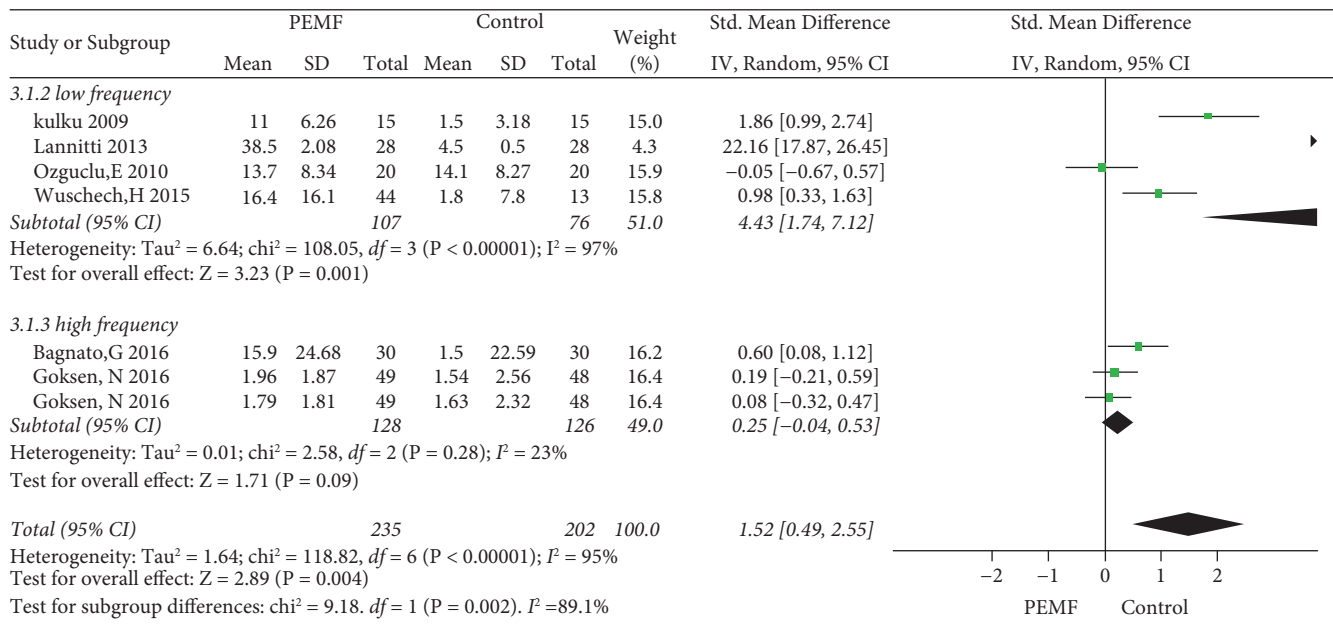 Study or Subgroup PEMF Control Weight (%) Std. Mean Difference Std. Mean Difference
Mean SD Total Mean SD Total IV, Random, 95% CI IV, Random, 95% CI
3.1.2 low frequency
kulku 2009 11 6.26 15 1.5 3.18 15 15.0 1.86 [0.99, 2.74]
Lannitti 2013 38.5 2.08 28 4.5 0.5 28 4.3 22.16 [17.87, 26.45]
Ozguclu,E 2010 13.7 8.34 20 14.1 8.27 20 15.9 −0.05 [−0.67, 0.57]
Wuschech,H 2015 16.4 16.1 44 1.8 7.8 13 15.8 0.98 [0.33, 1.63]
Subtotal (95% CI) 107 76 51.0 4.43 [1.74, 7.12]
Heterogeneity: Tau² = 6.64; chi² = 108.05, df = 3 (P < 0.00001); I² = 97%
Test for overall effect: Z = 3.23 (P = 0.001)
3.1.3 high frequency
Bagnato,G 2016 15.9 24.68 30 1.5 22.59 30 16.2 0.60 [0.08, 1.12]
Goksen, N 2016 1.96 1.87 49 1.54 2.56 48 16.4 0.19 [−0.21, 0.59]
Goksen, N 2016 1.79 1.81 49 1.63 2.32 48 16.4 0.08 [−0.32, 0.47]
Subtotal (95% CI) 128 126 49.0 0.25 [−0.04, 0.53]
Heterogeneity: Tau² = 0.01; chi² = 2.58, df = 2 (P = 0.28); I² = 23%
Test for overall effect: Z = 1.71 (P = 0.09)
Total (95% CI) 235 202 100.0 1.52 [0.49, 2.55]
Heterogeneity: Tau² = 1.64; chi² = 118.82, df = 6 (P < 0.00001); I² = 95%
Test for overall effect: Z = 2.89 (P = 0.004)
Test for subgroup differences: chi² = 9.18. df = 1 (P = 0.002). I² =89.1%
−2 −1 0 1 2
PEMF Control